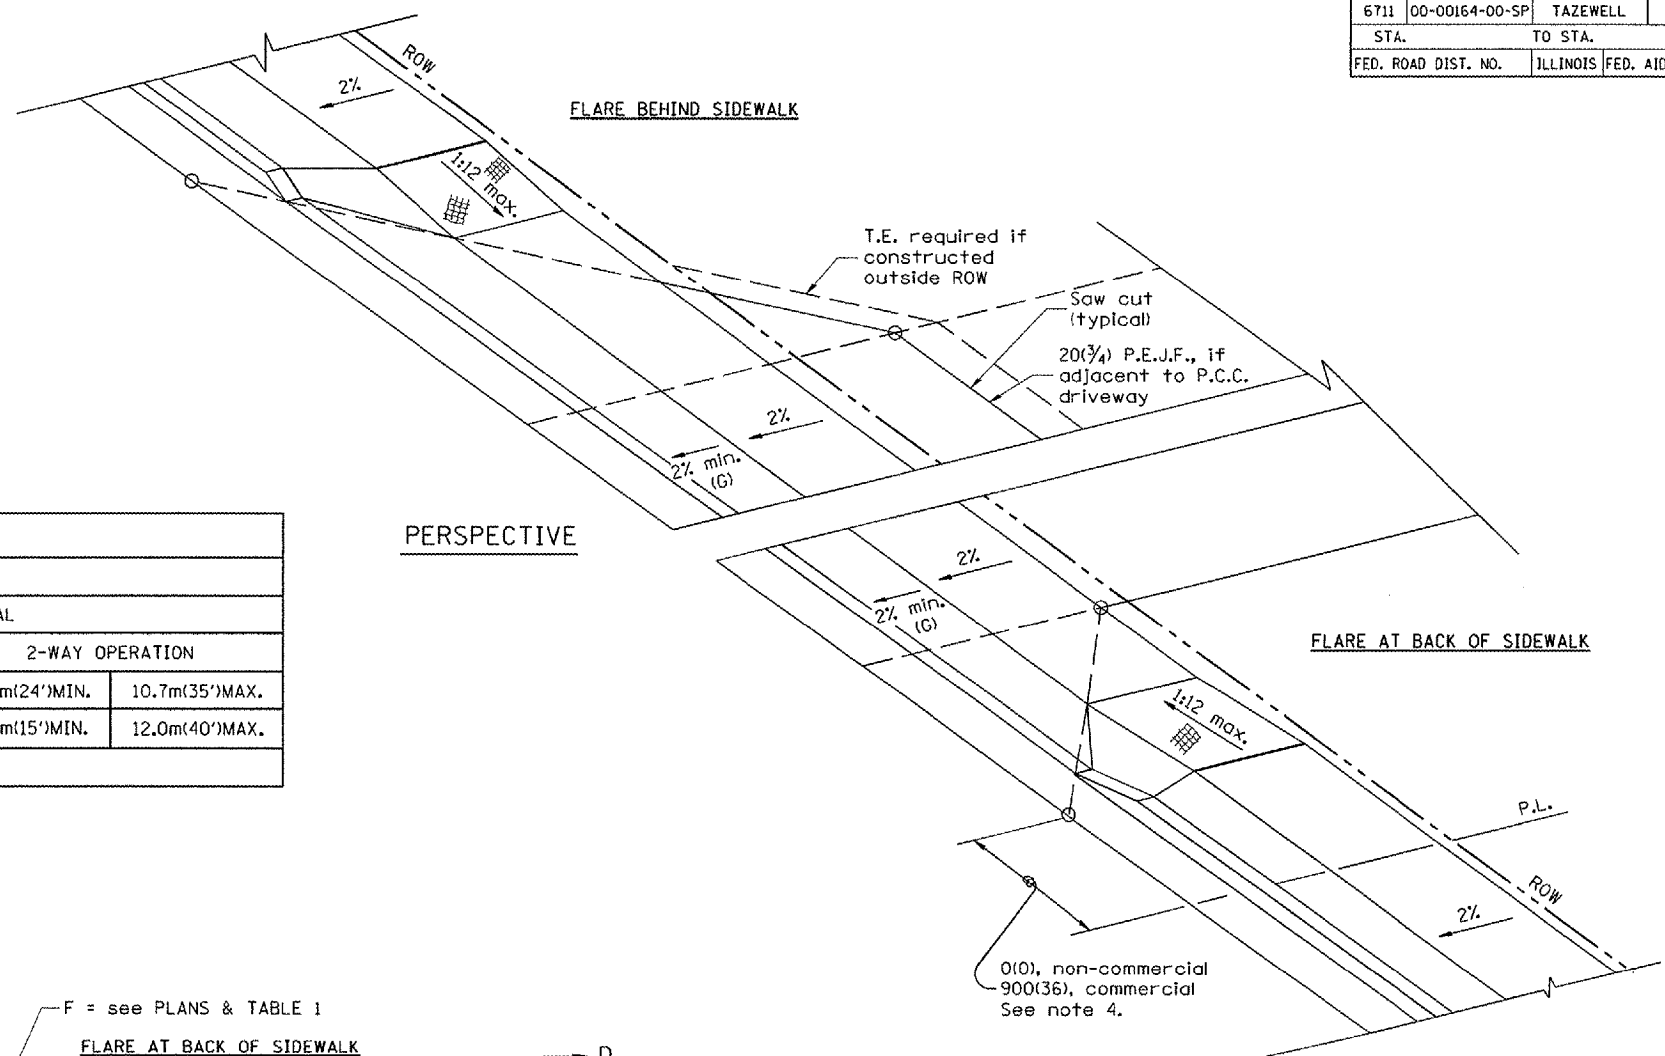 6711 00-00164-00-SP TAZEWELL
STA. TO STA.
FED. ROAD DIST. NO. ILLINOIS FED. AID
ROW
2%
FLARE BEHIND SIDEWALK
1:12 max.
T.E. required if
constructed
outside ROW
Saw cut
(typical)
20(3/4) P.E.J.F., if
adjacent to P.C.C.
driveway
2%
2% min.
(G)
PERSPECTIVE
2%
2% min.
(G)
FLARE AT BACK OF SIDEWALK
1:12 max.
P.L.
ROW
2%
0(0), non-commercial
900(36), commercial
See note 4.
AL
2-WAY OPERATION
m(24')MIN. 10.7m(35')MAX.
m(15')MIN. 12.0m(40')MAX.
F = see PLANS & TABLE 1
FLARE AT BACK OF SIDEWALK
D